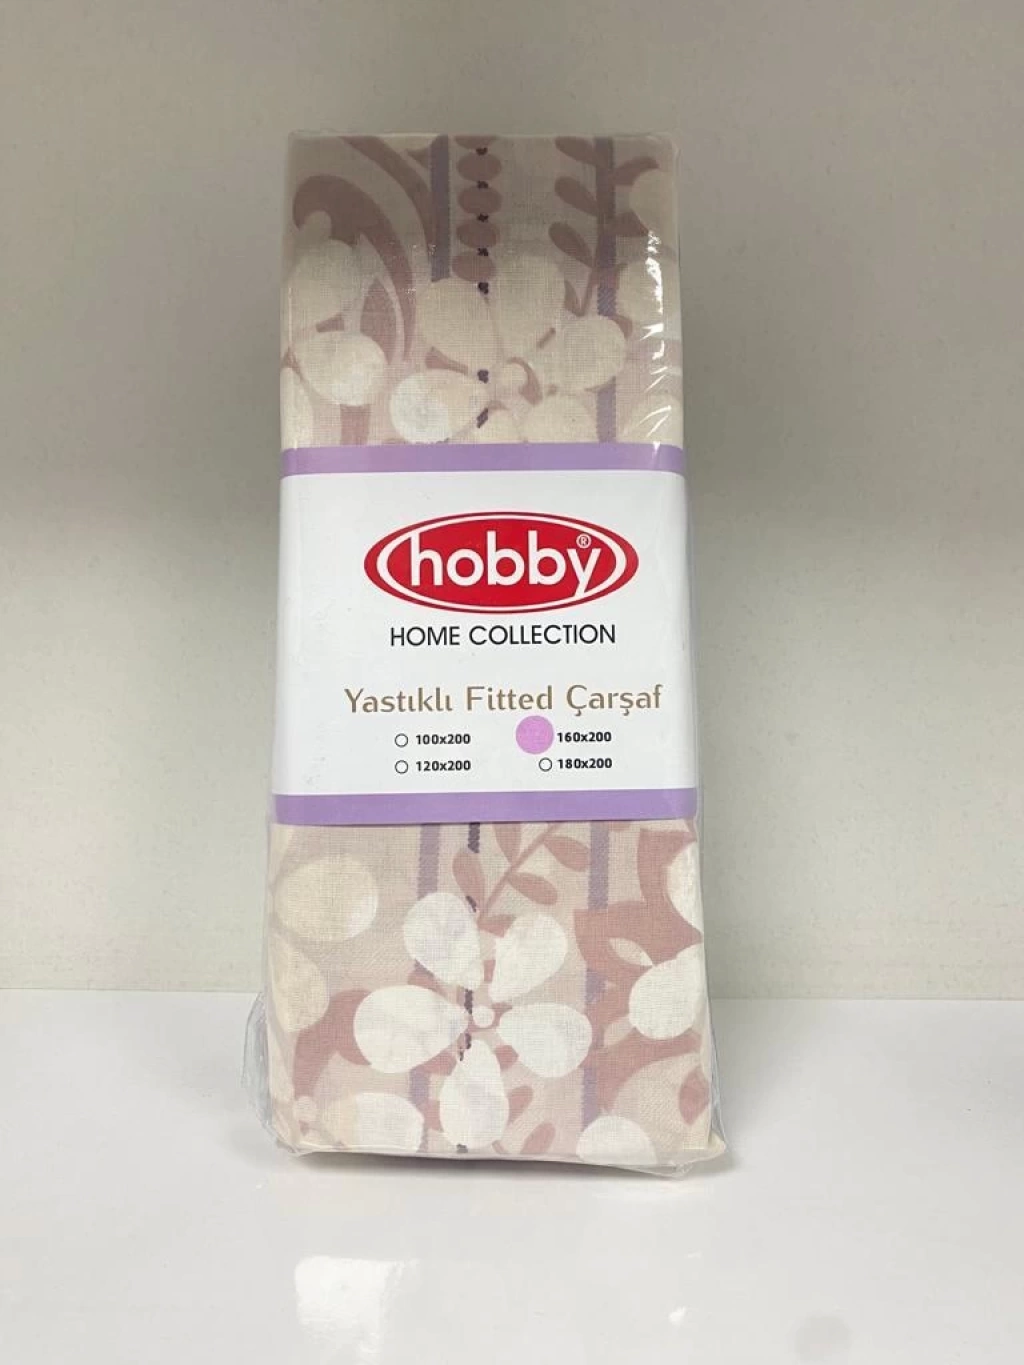 hobby®
HOME COLLECTION
Yastıklı Fitted Çarşaf
100x200 160x200
120x200 180x200